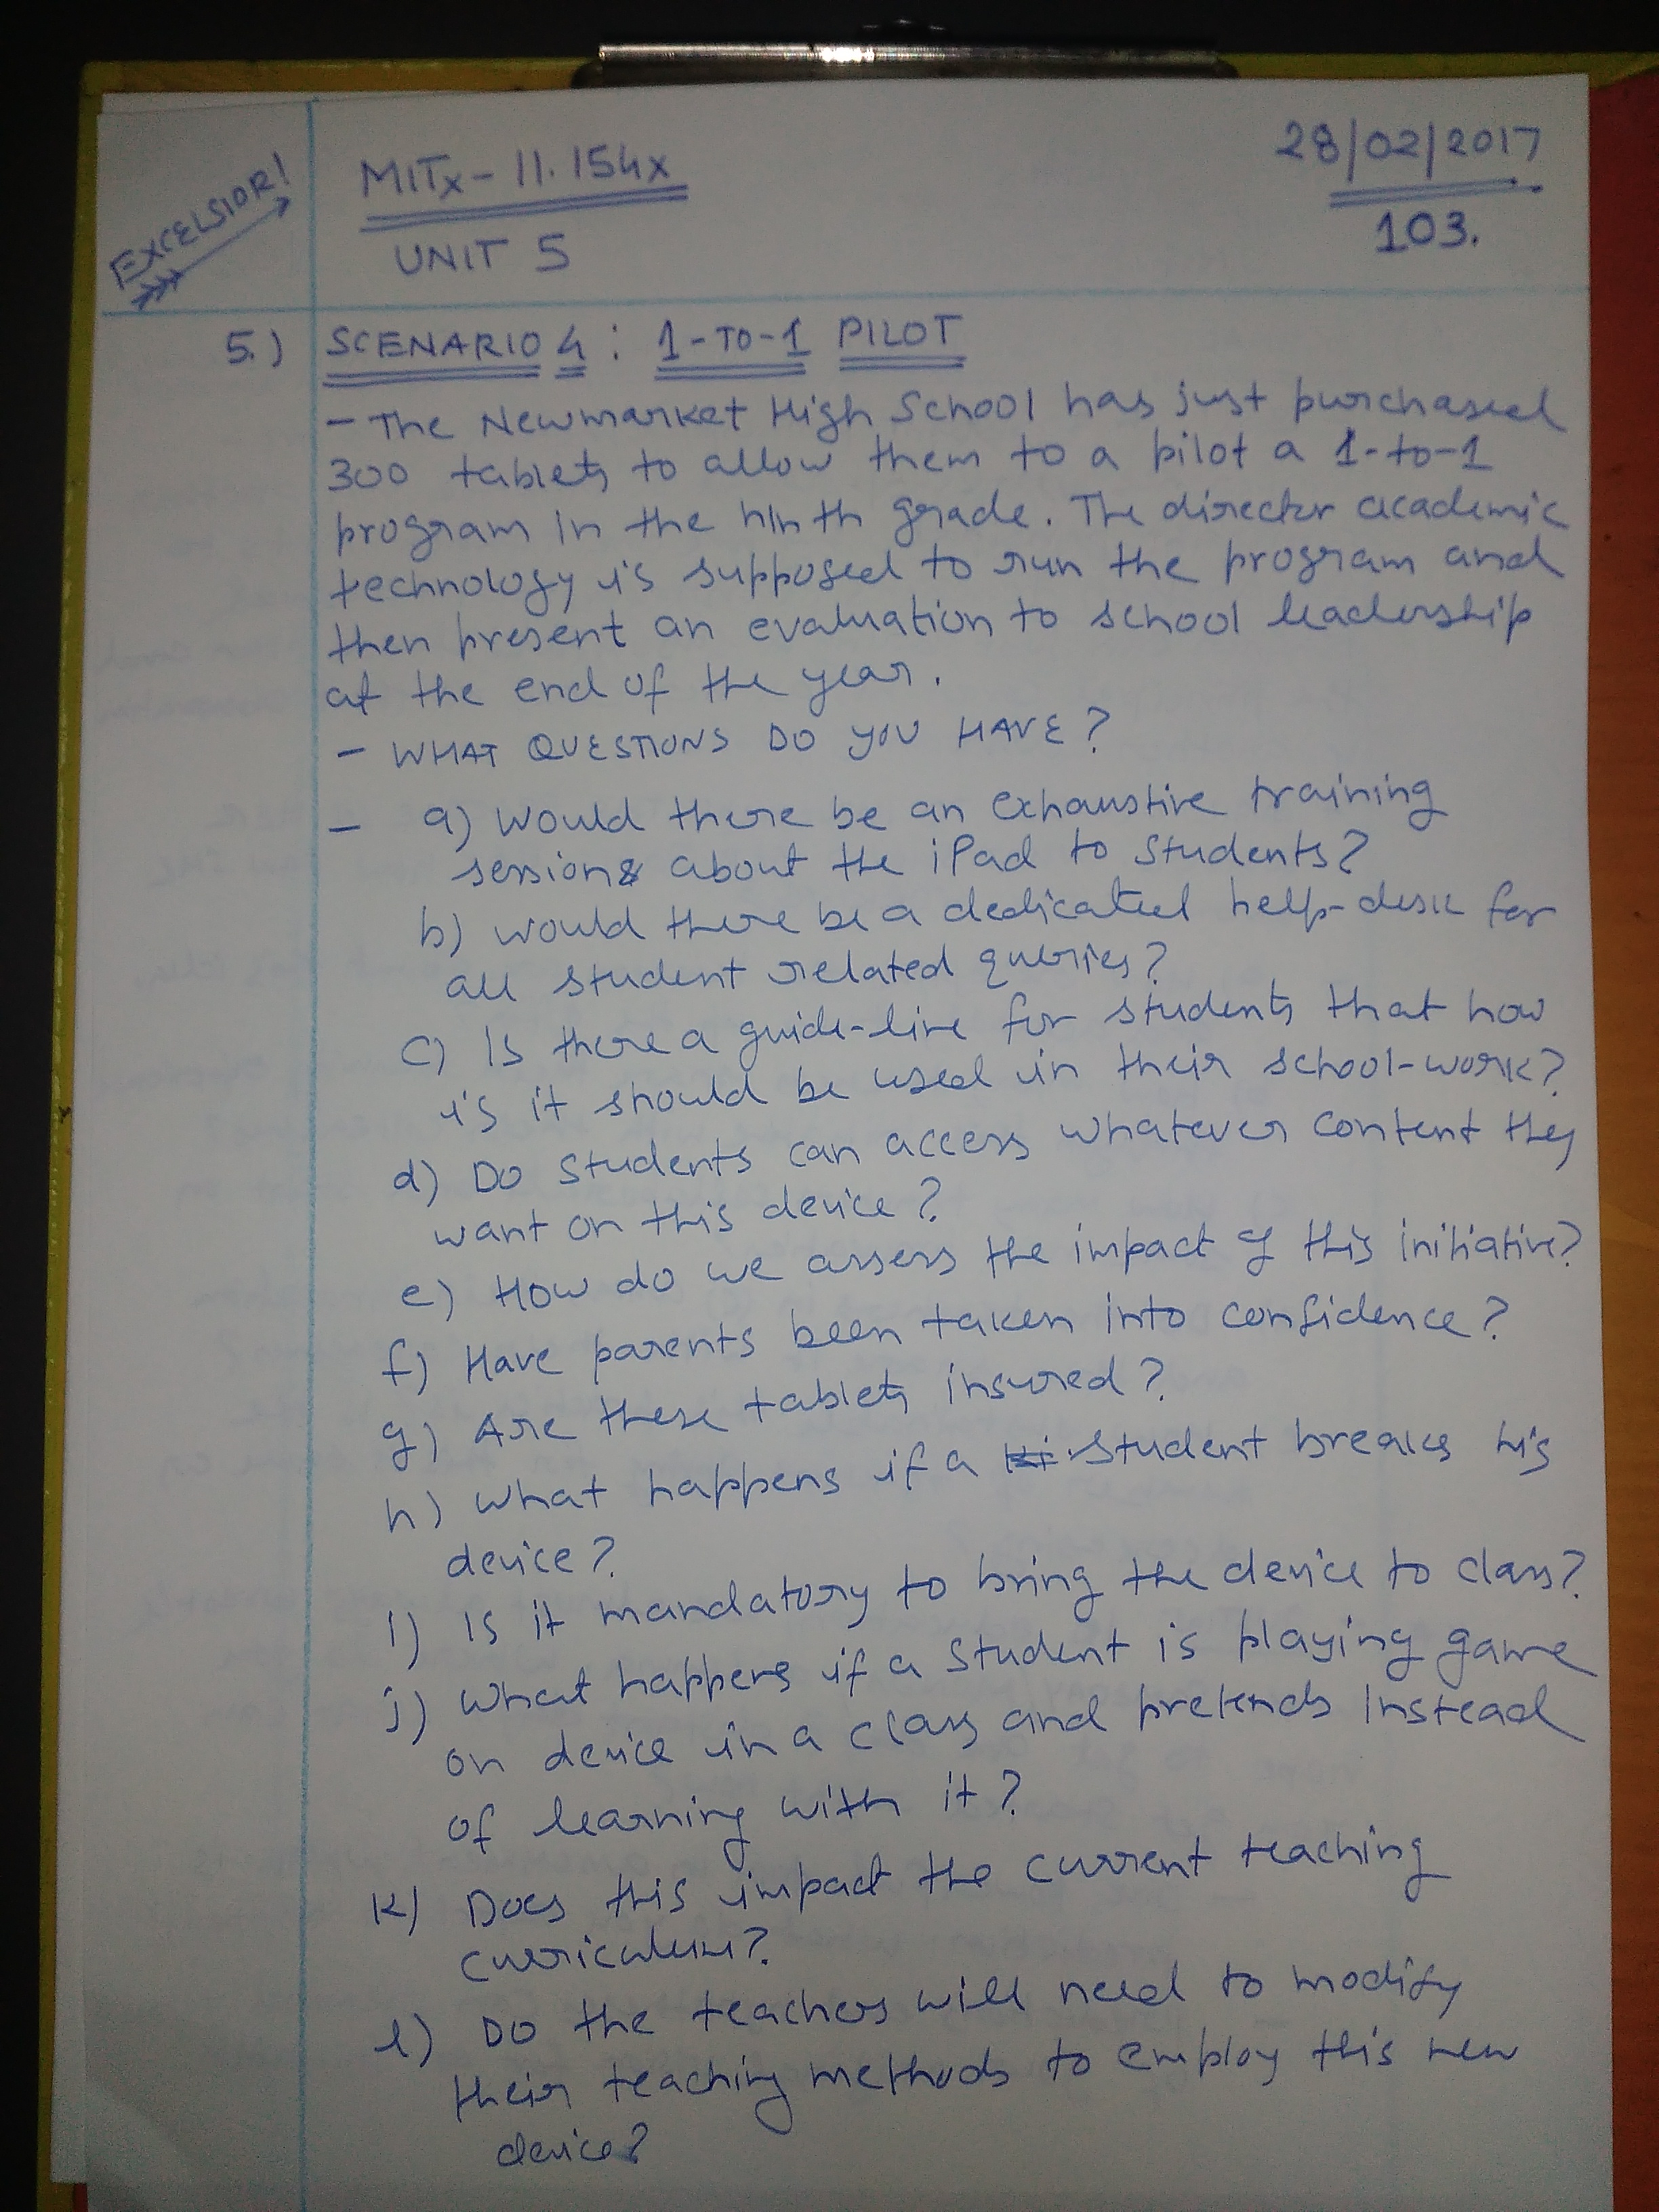 EXCELSIOR!
MITx - 11.154x
UNIT 5
28/02/2017
103.
5.) SCENARIO 4 : 1-TO-1 PILOT
- The Newmarket High School has just purchased
300 tablets to allow them to a pilot a 1-to-1
program in the ninth grade. The director academic
technology is supposed to run the program and
then present an evaluation to school leadership
at the end of the year.
- WHAT QUESTIONS DO YOU HAVE?
- a) Would there be an exhaustive training
sessions about the iPad to students?
b) Would there be a dedicated help-desk for
all student related queries?
c) Is there a guide-line for students that how
is it should be used in their school-work?
d) Do students can access whatever content they
want on this device?
e) How do we assess the impact of this initiative?
f) Have parents been taken into confidence?
g) Are these tablets insured?
h) What happens if a student breaks his
device?
i) Is it mandatory to bring the device to class?
j) What happens if a student is playing game
on device in a class and pretends instead
of learning with it?
k) Does this impact the current teaching
curriculum?
l) Do the teachers will need to modify
their teaching methods to employ this new
device?